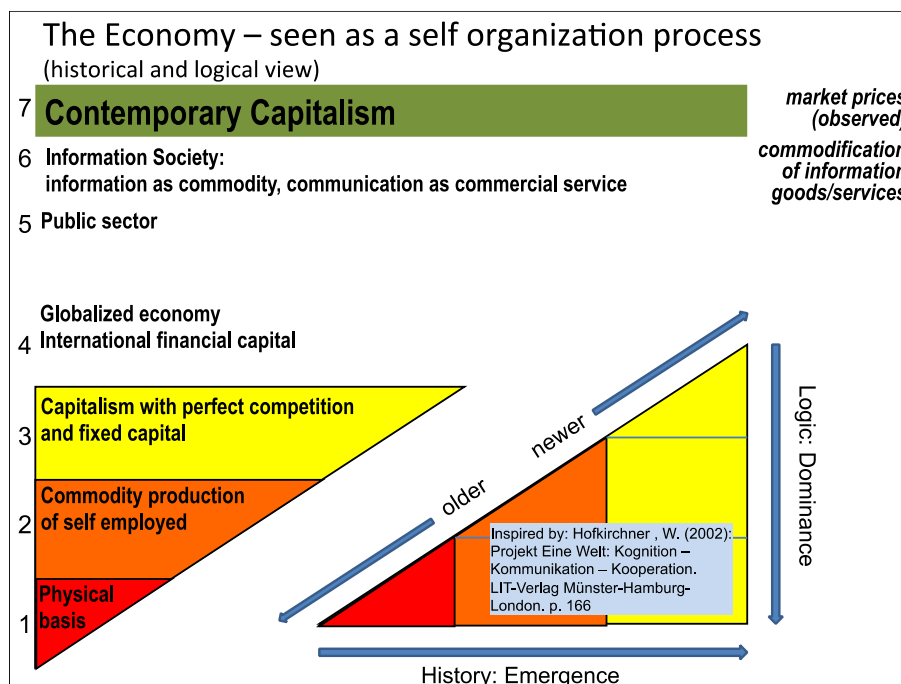 The Economy – seen as a self organization process
(historical and logical view)
7
Contemporary Capitalism
market prices
(observed)
6
Information Society:
information as commodity, communication as commercial service
commodification
of information
goods/services
5
Public sector
Globalized economy
4
International financial capital
3
Capitalism with perfect competition
and fixed capital
2
Commodity production
of self employed
1
Physical
basis
newer
older
Inspired by: Hofkirchner , W. (2002):
Projekt Eine Welt: Kognition –
Kommunikation – Kooperation.
LIT-Verlag Münster-Hamburg-
London. p. 166
Logic: Dominance
History: Emergence